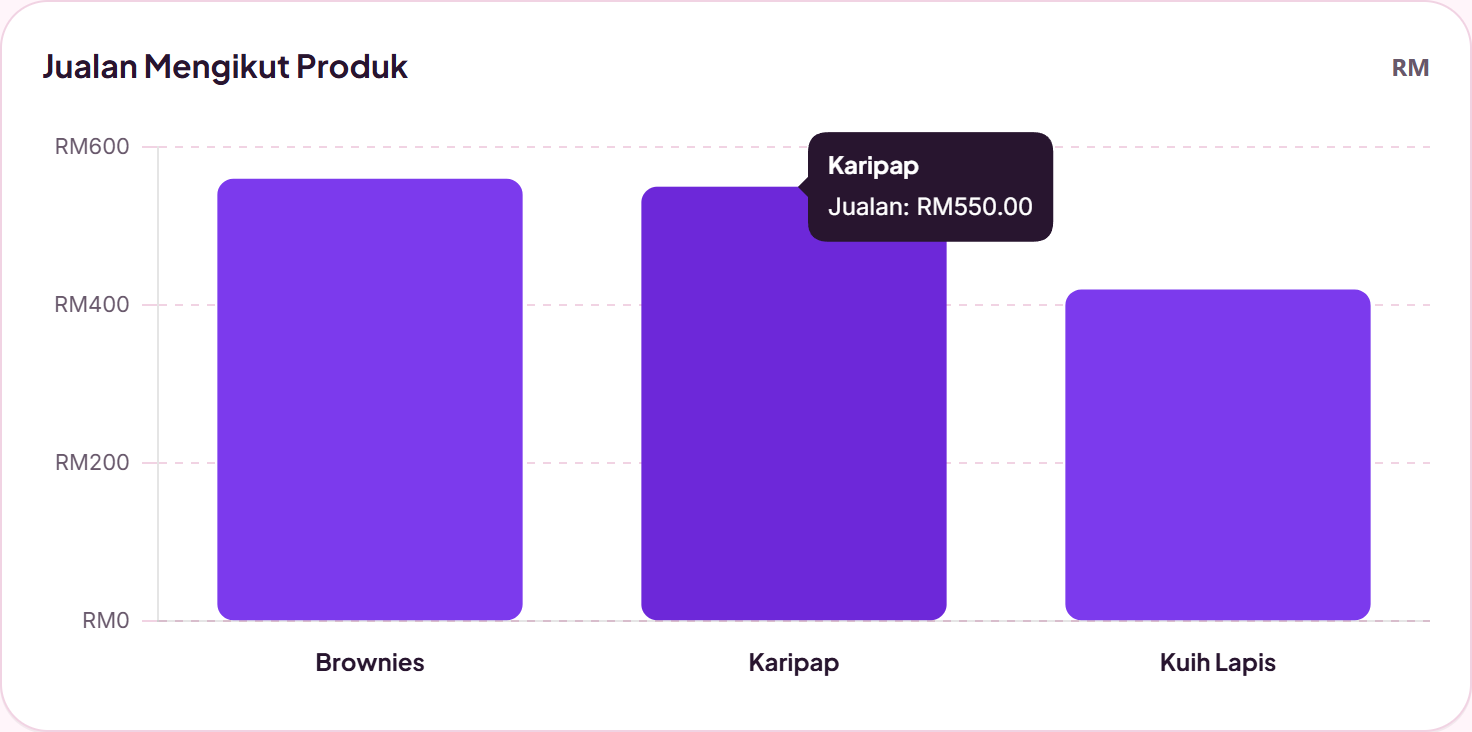 Jualan Mengikut Produk
RM
RM600
Karipap
Jualan: RM550.00
RM400
RM200
RM0
Brownies
Karipap
Kuih Lapis